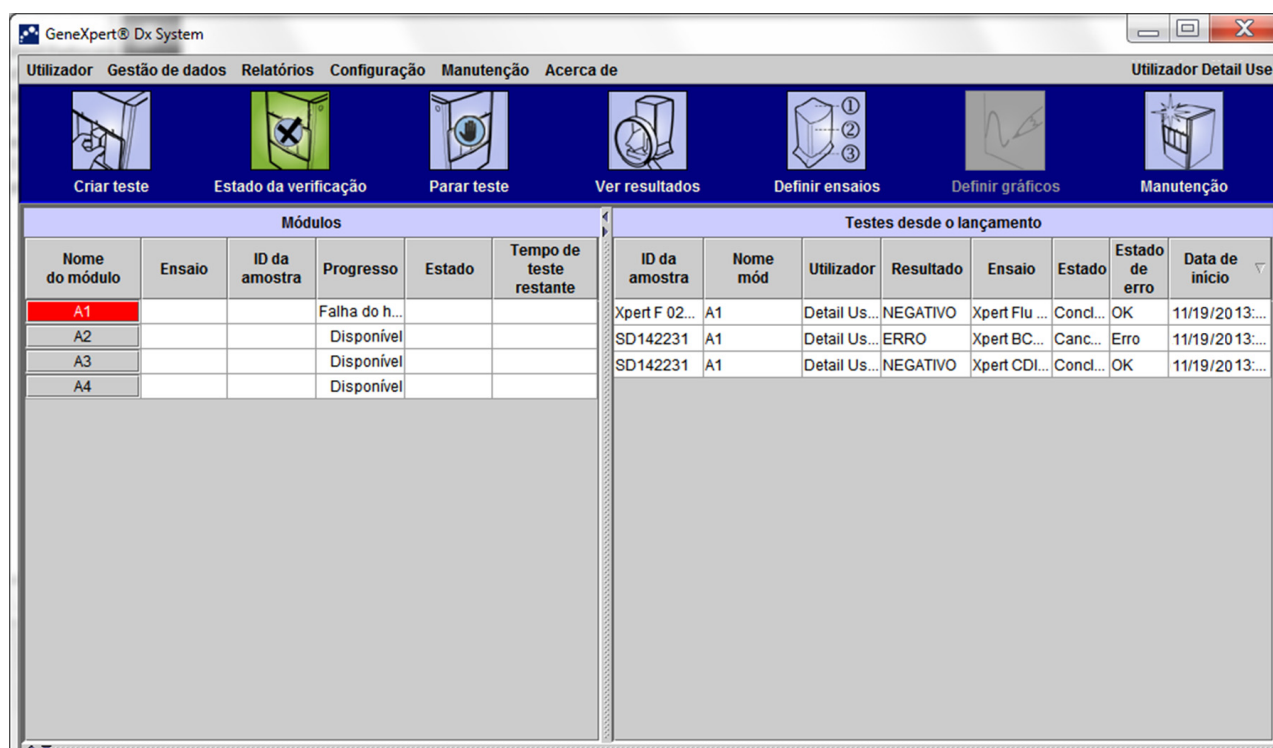 GeneXpert® Dx System
Utilizador Gestão de dados Relatórios Configuração Manutenção Acerca de Utilizador Detail Use
① ② ③
Criar teste Estado da verificação Parar teste Ver resultados Definir ensaios Definir gráficos Manutenção
Módulos
Nome do módulo Ensaio ID da amostra Progresso Estado Tempo de teste restante
A1 Falha do h...
A2 Disponível
A3 Disponível
A4 Disponível
Testes desde o lançamento
ID da amostra Nome mód Utilizador Resultado Ensaio Estado Estado de erro Data de início
Xpert F 02... A1 Detail Us... NEGATIVO Xpert Flu ... Concl... OK 11/19/2013:...
SD142231 A1 Detail Us... ERRO Xpert BC... Canc... Erro 11/19/2013:...
SD142231 A1 Detail Us... NEGATIVO Xpert CDI... Concl... OK 11/19/2013:...